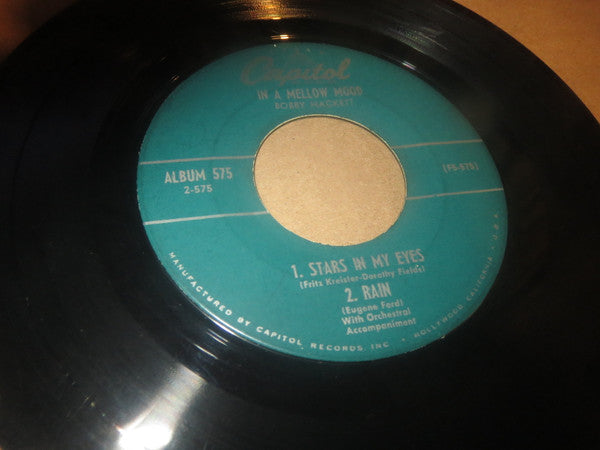 Capitol
IN A MELLOW MOOD
BOBBY HACKETT
ALBUM 575
2-575
(F5-575)
1. STARS IN MY EYES
(Fritz Kreisler-Dorothy Fields)
2. RAIN
(Eugene Ford)
With Orchestral
Accompaniment
MANUFACTURED BY CAPITOL RECORDS, INC. • HOLLYWOOD, CALIFORNIA • U.S.A.